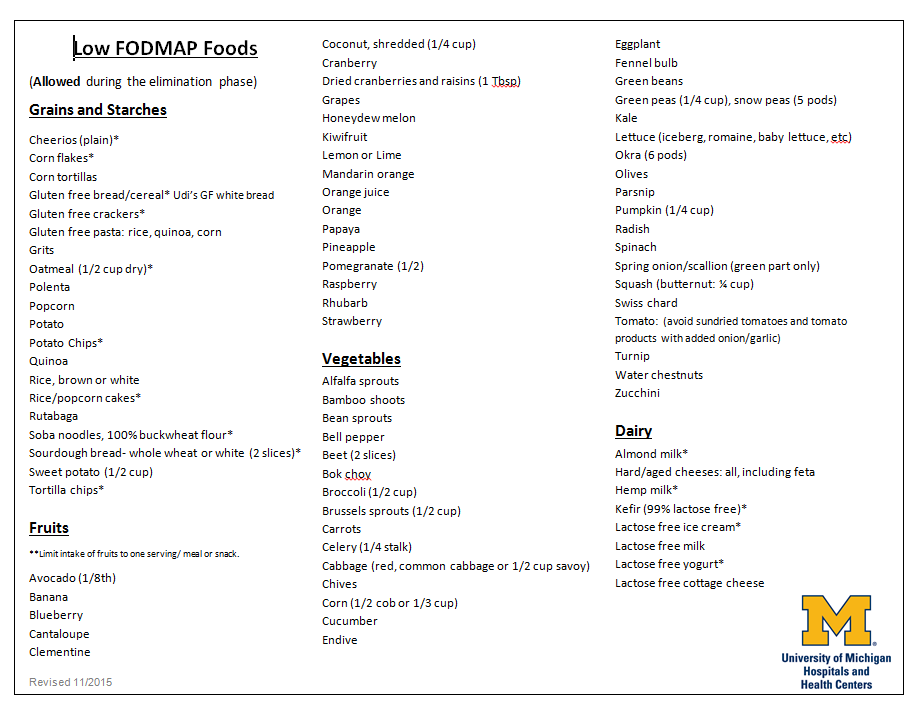 Low FODMAP Foods
(Allowed during the elimination phase)
Grains and Starches
Cheerios (plain)*
Corn flakes*
Corn tortillas
Gluten free bread/cereal* Udi's GF white bread
Gluten free crackers*
Gluten free pasta: rice, quinoa, corn
Grits
Oatmeal (1/2 cup dry)*
Polenta
Popcorn
Potato
Potato Chips*
Quinoa
Rice, brown or white
Rice/popcorn cakes*
Rutabaga
Soba noodles, 100% buckwheat flour*
Sourdough bread- whole wheat or white (2 slices)*
Sweet potato (1/2 cup)
Tortilla chips*
Fruits
**Limit intake of fruits to one serving/ meal or snack.
Avocado (1/8th)
Banana
Blueberry
Cantaloupe
Clementine
Revised 11/2015
Coconut, shredded (1/4 cup)
Cranberry
Dried cranberries and raisins (1 Tbsp)
Grapes
Honeydew melon
Kiwifruit
Lemon or Lime
Mandarin orange
Orange juice
Orange
Papaya
Pineapple
Pomegranate (1/2)
Raspberry
Rhubarb
Strawberry
Vegetables
Alfalfa sprouts
Bamboo shoots
Bean sprouts
Bell pepper
Beet (2 slices)
Bok choy
Broccoli (1/2 cup)
Brussels sprouts (1/2 cup)
Carrots
Celery (1/4 stalk)
Cabbage (red, common cabbage or 1/2 cup savoy)
Chives
Corn (1/2 cob or 1/3 cup)
Cucumber
Endive
Eggplant
Fennel bulb
Green beans
Green peas (1/4 cup), snow peas (5 pods)
Kale
Lettuce (iceberg, romaine, baby lettuce, etc)
Okra (6 pods)
Olives
Parsnip
Pumpkin (1/4 cup)
Radish
Spinach
Spring onion/scallion (green part only)
Squash (butternut: ¼ cup)
Swiss chard
Tomato: (avoid sundried tomatoes and tomato
products with added onion/garlic)
Turnip
Water chestnuts
Zucchini
Dairy
Almond milk*
Hard/aged cheeses: all, including feta
Hemp milk*
Kefir (99% lactose free)*
Lactose free ice cream*
Lactose free milk
Lactose free yogurt*
Lactose free cottage cheese
M®
University of Michigan
Hospitals and
Health Centers